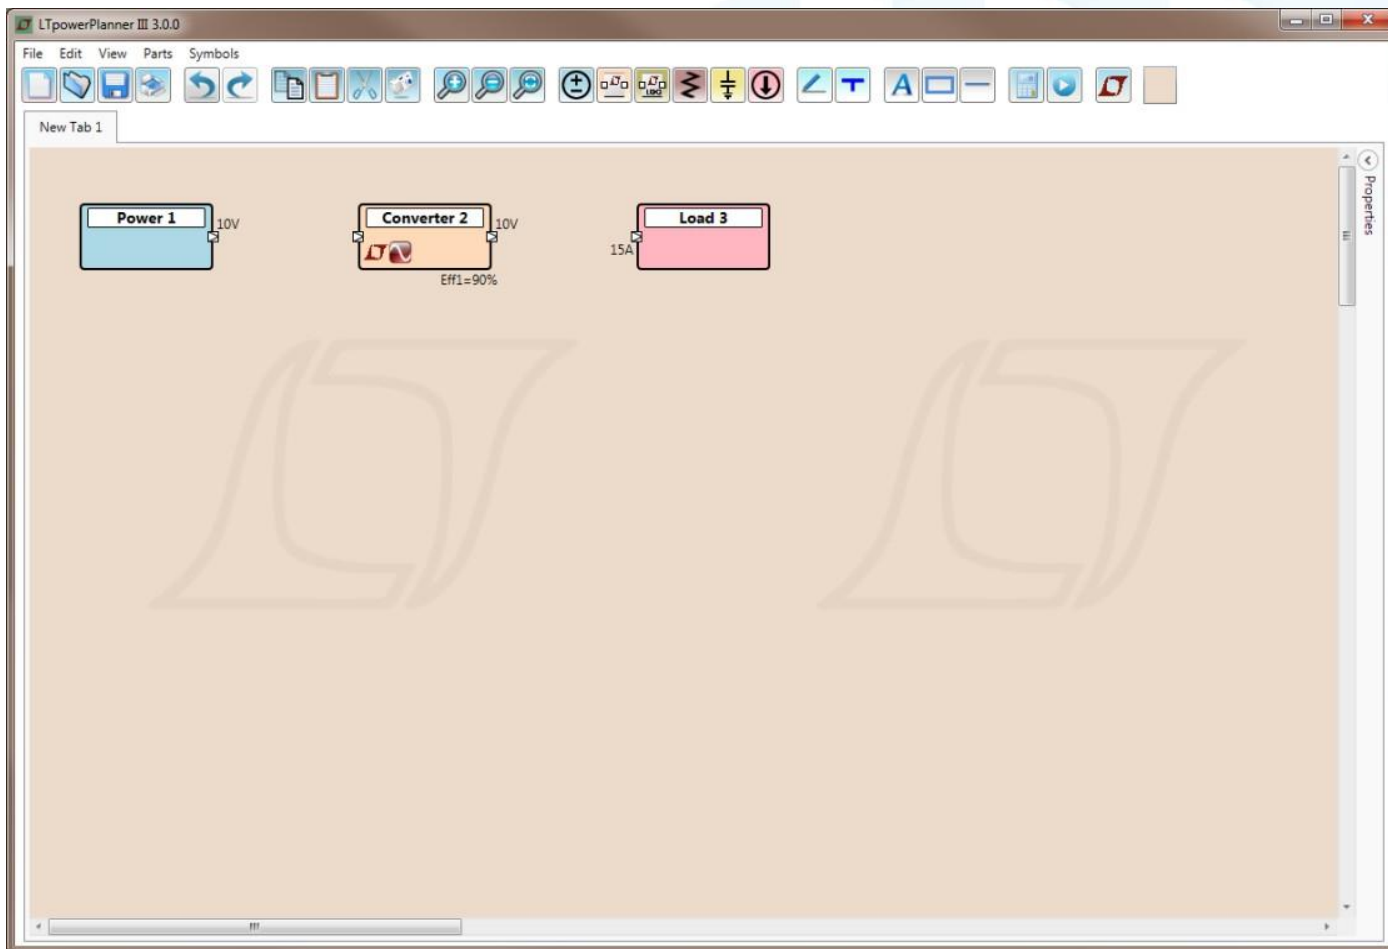 LTpowerPlanner III 3.0.0
File Edit View Parts Symbols
A
New Tab 1
Properties
Power 1
10V
Converter 2
10V
Eff1=90%
Load 3
15A